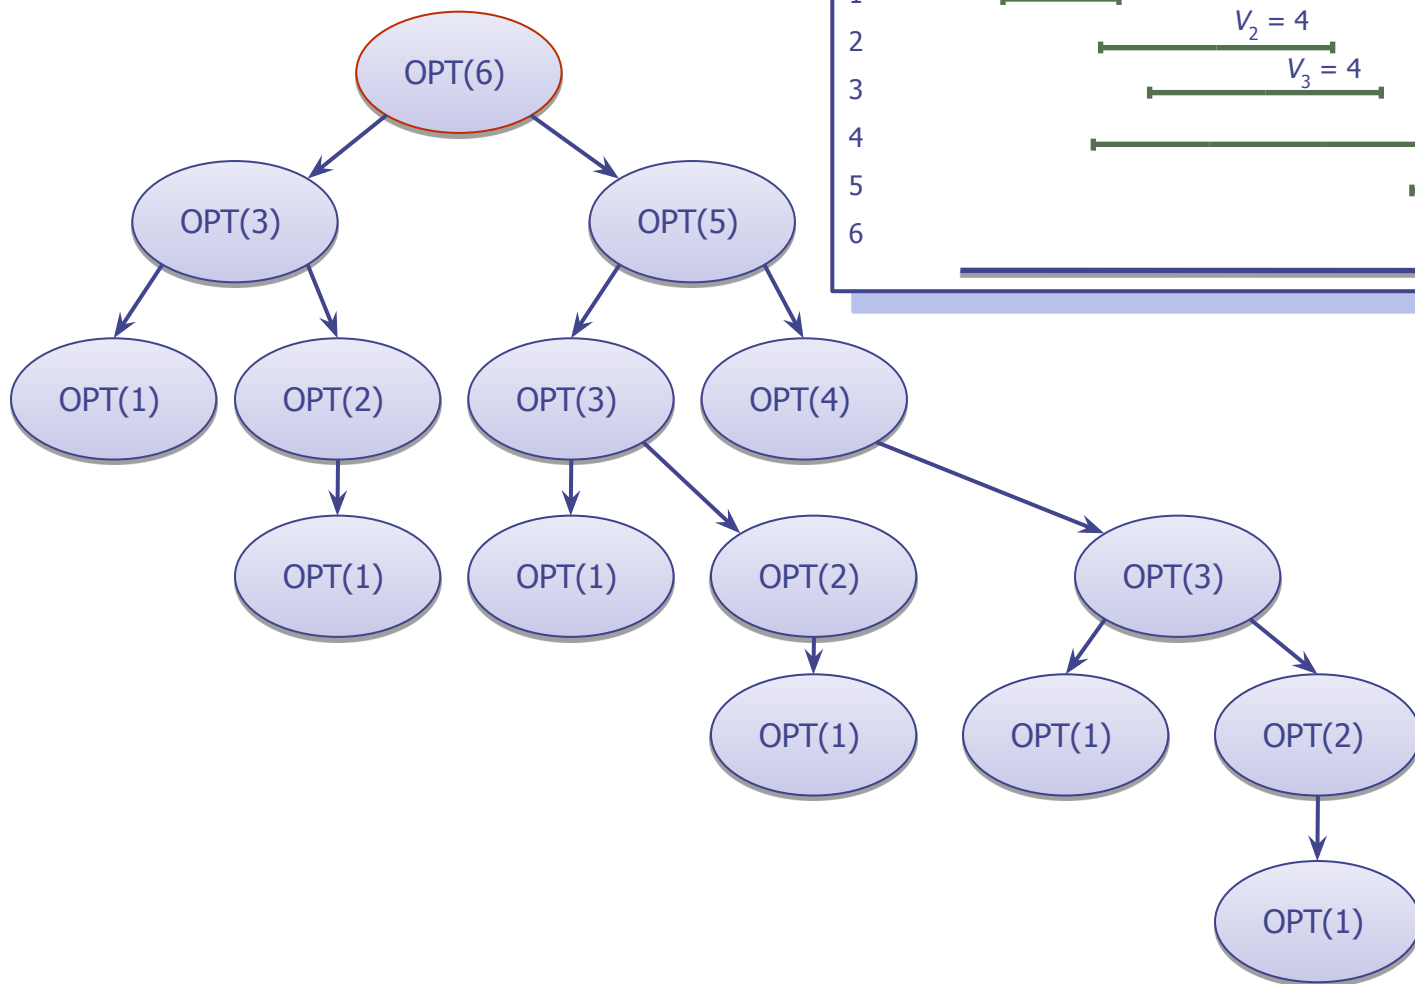 1
V2 = 4
2
V3 = 4
3
4
5
6
OPT(6)
OPT(3)
OPT(5)
OPT(1)
OPT(2)
OPT(3)
OPT(4)
OPT(1)
OPT(1)
OPT(2)
OPT(3)
OPT(1)
OPT(1)
OPT(2)
OPT(1)